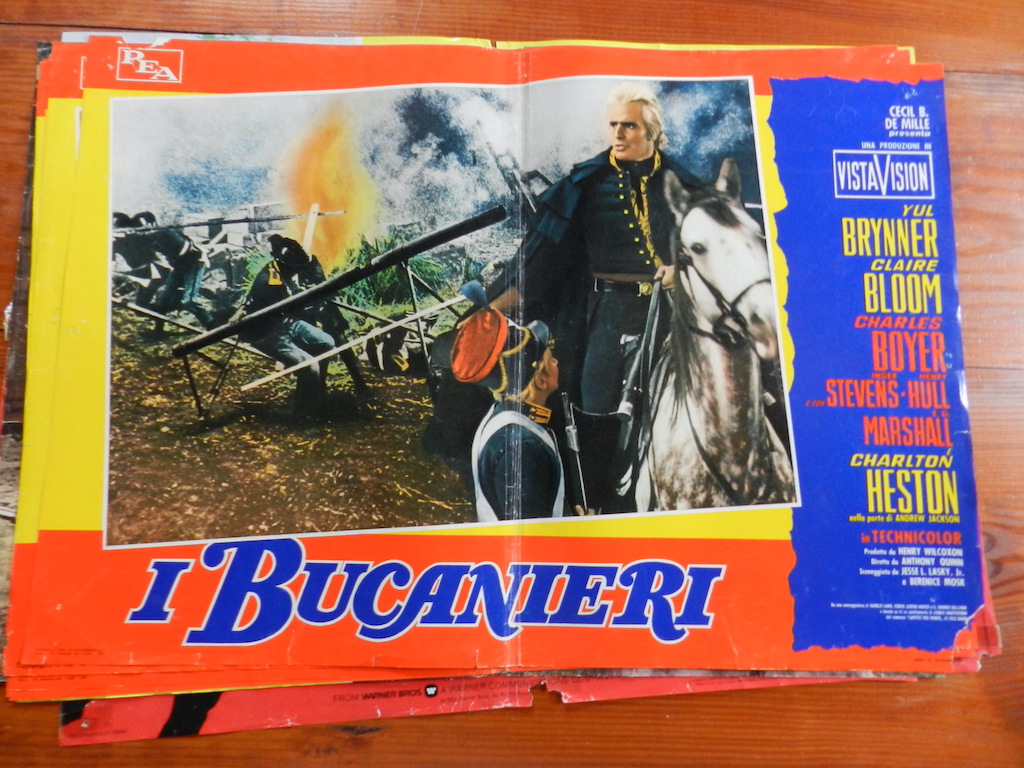 REA
CECIL B.
DE MILLE
presenta
UNA PRODUZIONE IN
VISTAVISION
YUL
BRYNNER
CLAIRE
BLOOM
CHARLES
BOYER
INGER HENRY
STEVENS·HULL
E.G.
MARSHALL
CHARLTON
HESTON
nella parte di ANDREW JACKSON
in TECHNICOLOR
Prodotto da HENRY WILCOXON
Diretto da ANTHONY QUINN
Sceneggiato da JESSE L. LASKY, Jr.
e BERENICE MOSK
I BUCANIERI
FROM WARNER BROS